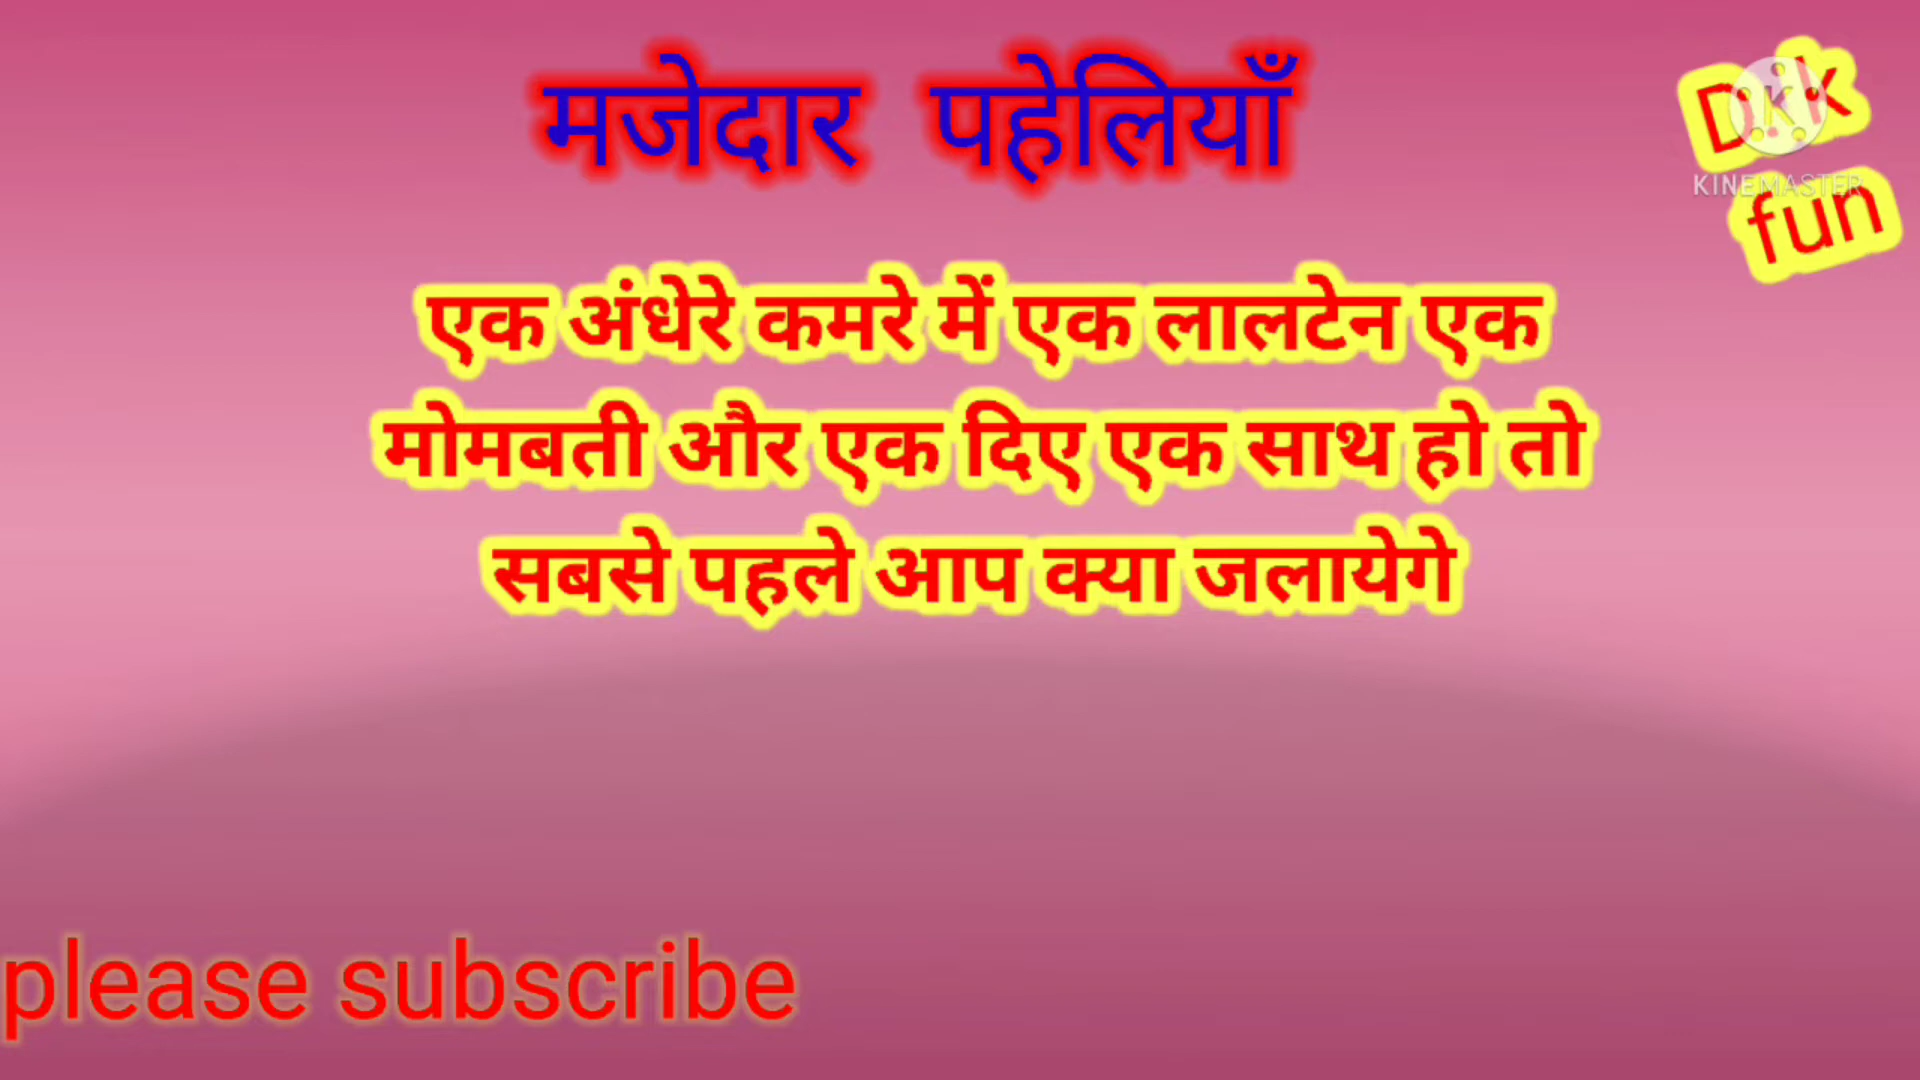 मजेदार पहेलियाँ
D.k
KINEMASTER
fun
एक अंधेरे कमरे में एक लालटेन एक
मोमबती और एक दिए एक साथ हो तो
सबसे पहले आप क्या जलायेगे
please subscribe